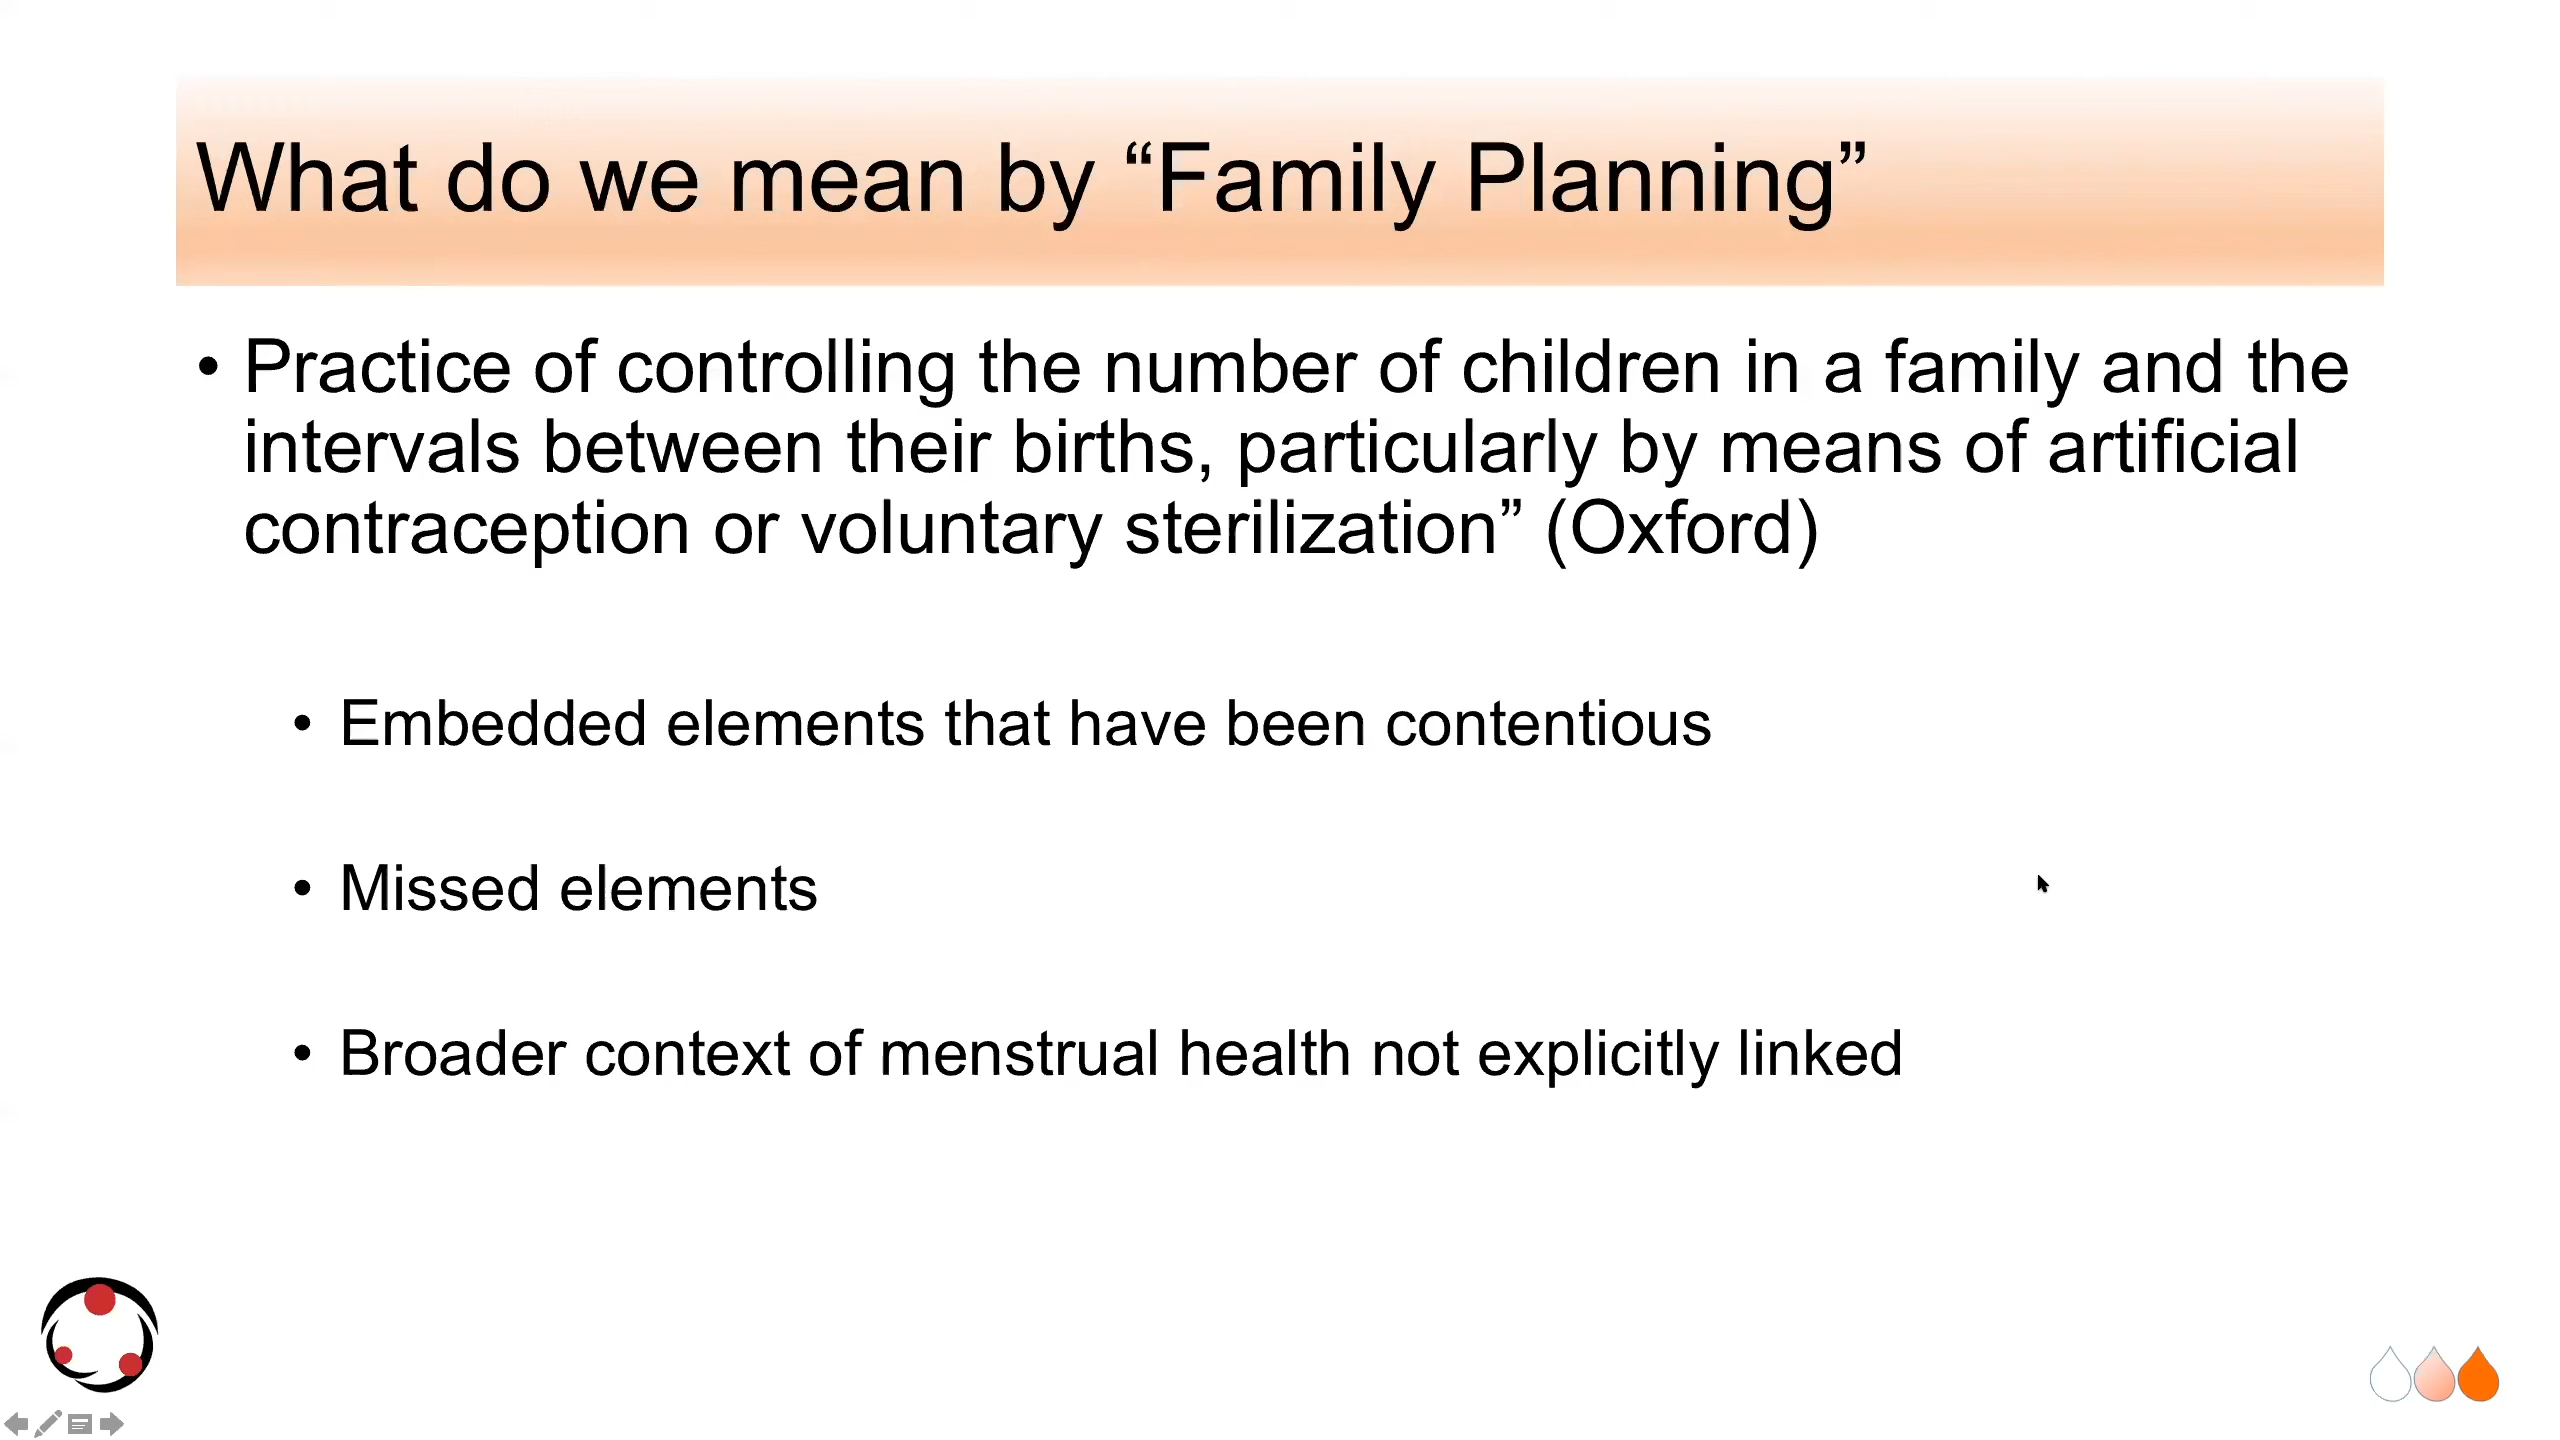 What do we mean by “Family Planning”
• Practice of controlling the number of children in a family and the
intervals between their births, particularly by means of artificial
contraception or voluntary sterilization” (Oxford)
• Embedded elements that have been contentious
• Missed elements
• Broader context of menstrual health not explicitly linked